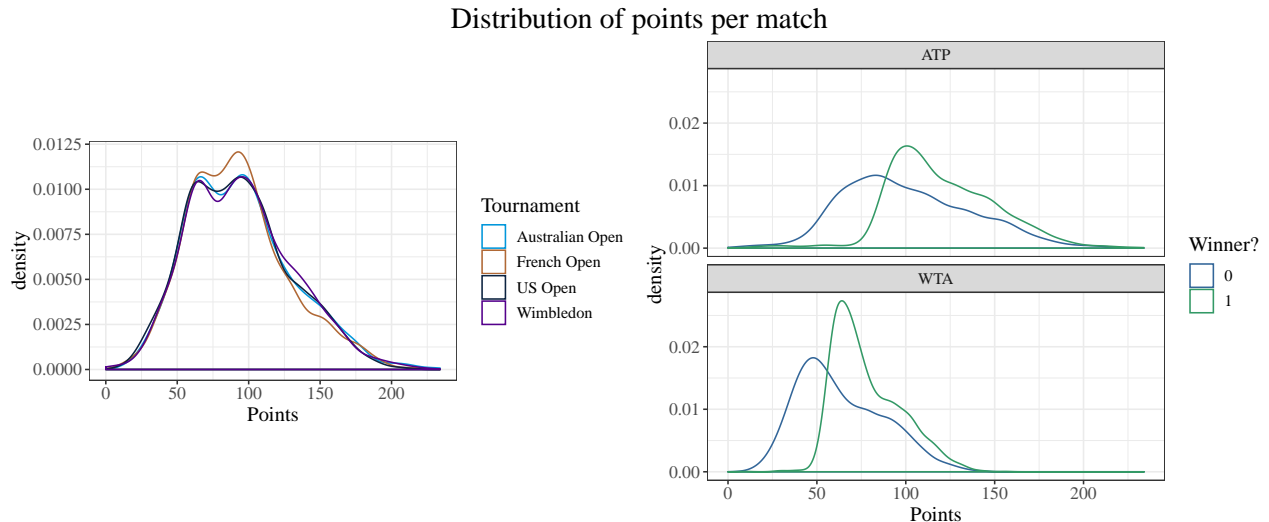 Distribution of points per match
density
0.0125
0.0100
0.0075
0.0050
0.0025
0.0000
0
50
100
150
200
Points
Tournament
Australian Open
French Open
US Open
Wimbledon
density
ATP
0.02
0.01
0.00
WTA
0.02
0.01
0.00
0
50
100
150
200
Points
Winner?
0
1